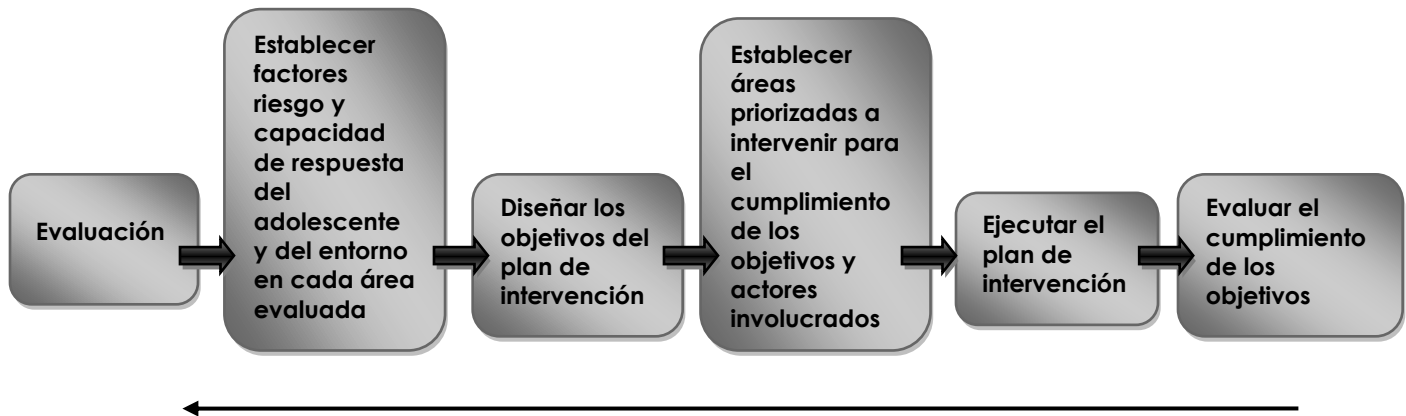 Evaluación
Establecer
factores
riesgo y
capacidad
de respuesta
del
adolescente
y del entorno
en cada área
evaluada
Diseñar los
objetivos del
plan de
intervención
Establecer
áreas
priorizadas a
intervenir para
el
cumplimiento
de los
objetivos y
actores
involucrados
Ejecutar el
plan de
intervención
Evaluar el
cumplimiento
de los
objetivos